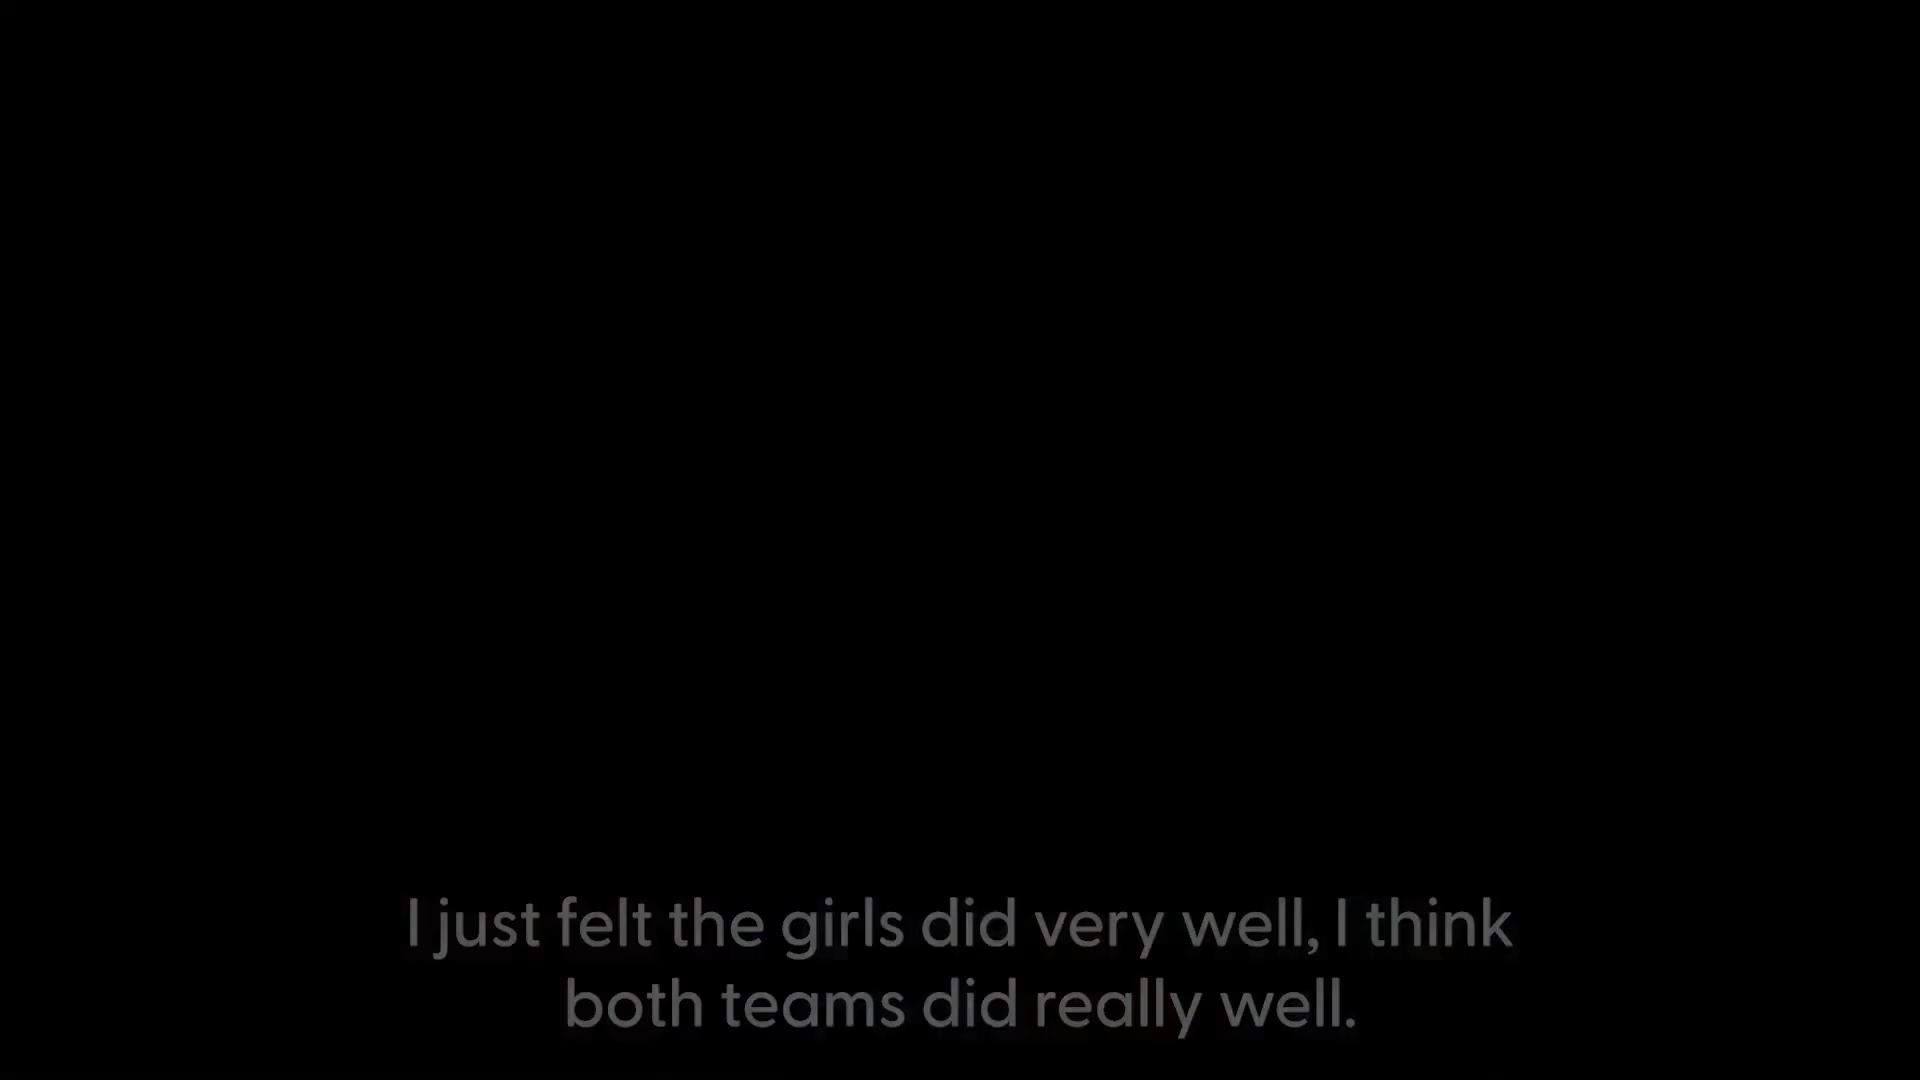 I just felt the girls did very well, I think
both teams did really well.